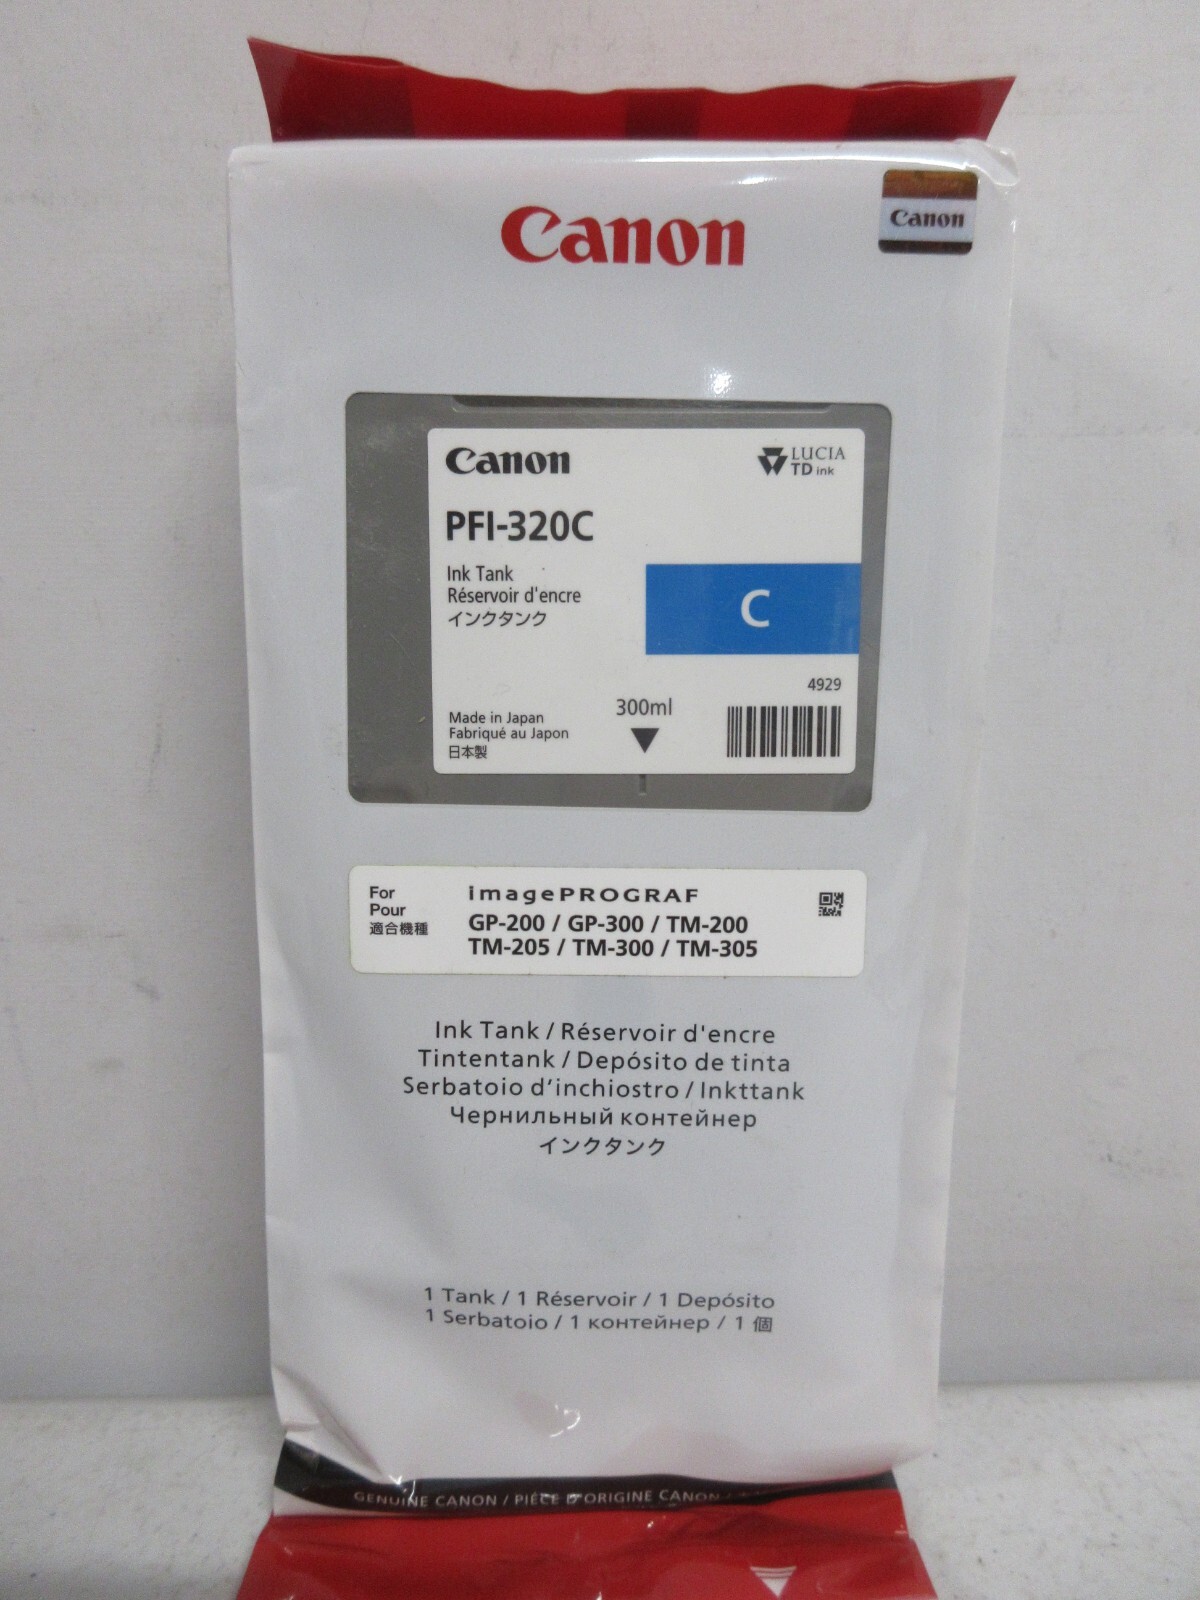 Canon
Canon
Canon
LUCIA
TD ink
PFI-320C
Ink Tank
Réservoir d'encre
インクタンク
C
4929
300ml
Made in Japan
Fabriqué au Japon
日本製
For
Pour
適合機種
imagePROGRAF
GP-200 / GP-300 / TM-200
TM-205 / TM-300 / TM-305
Ink Tank / Réservoir d'encre
Tintentank / Depósito de tinta
Serbatoio d'inchiostro / Inkttank
Чернильный контейнер
インクタンク
1 Tank / 1 Réservoir / 1 Depósito
1 Serbatoio / 1 контейнер / 1 個
GENUINE CANON / PIÈCE D'ORIGINE CANON